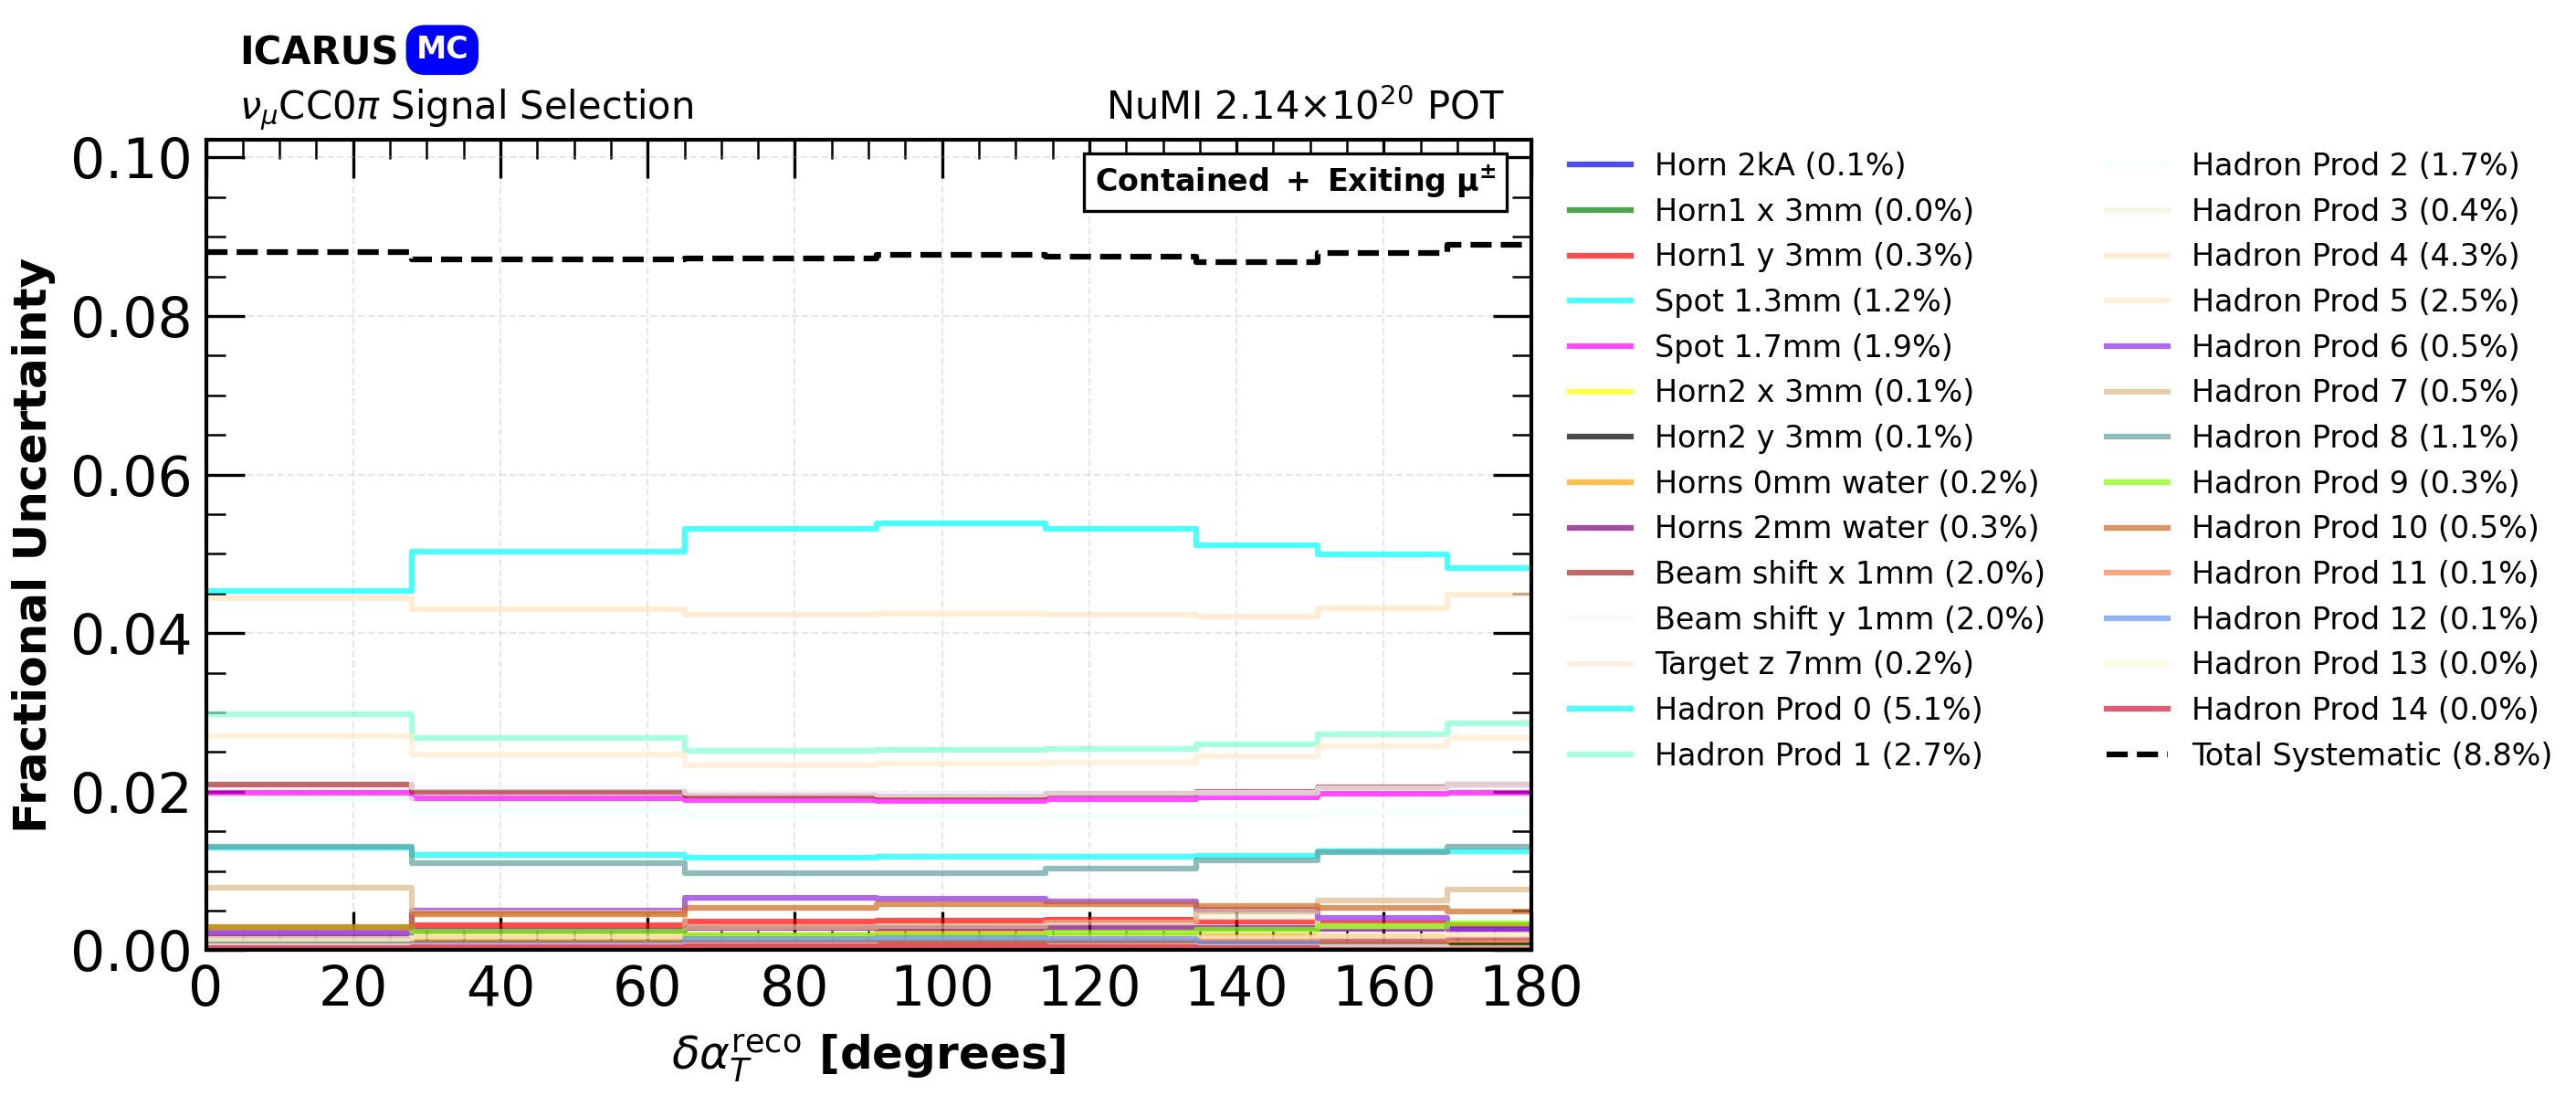 ICARUS MC
νμCC0π Signal Selection
NuMI 2.14×10²⁰ POT
Contained + Exiting μ±
Fractional Uncertainty
0.10
0.08
0.06
0.04
0.02
0.00
0 20 40 60 80 100 120 140 160 180
δα_T^reco [degrees]
Horn 2kA (0.1%)
Horn1 x 3mm (0.0%)
Horn1 y 3mm (0.3%)
Spot 1.3mm (1.2%)
Spot 1.7mm (1.9%)
Horn2 x 3mm (0.1%)
Horn2 y 3mm (0.1%)
Horns 0mm water (0.2%)
Horns 2mm water (0.3%)
Beam shift x 1mm (2.0%)
Beam shift y 1mm (2.0%)
Target z 7mm (0.2%)
Hadron Prod 0 (5.1%)
Hadron Prod 1 (2.7%)
Hadron Prod 2 (1.7%)
Hadron Prod 3 (0.4%)
Hadron Prod 4 (4.3%)
Hadron Prod 5 (2.5%)
Hadron Prod 6 (0.5%)
Hadron Prod 7 (0.5%)
Hadron Prod 8 (1.1%)
Hadron Prod 9 (0.3%)
Hadron Prod 10 (0.5%)
Hadron Prod 11 (0.1%)
Hadron Prod 12 (0.1%)
Hadron Prod 13 (0.0%)
Hadron Prod 14 (0.0%)
Total Systematic (8.8%)